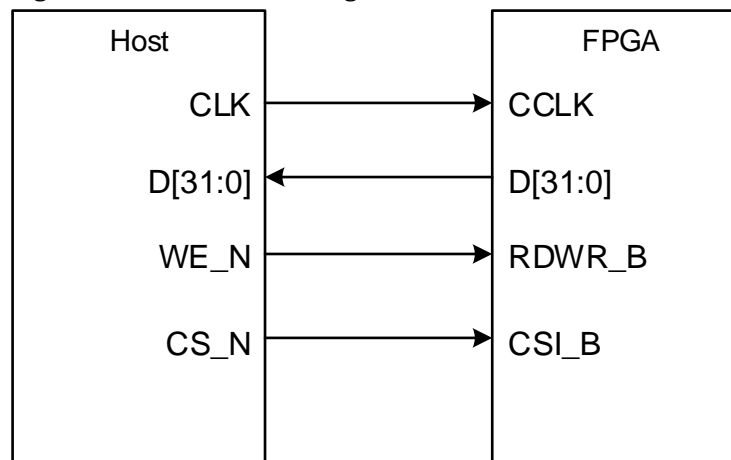 Host FPGA
CLK CCLK
D[31:0] D[31:0]
WE_N RDWR_B
CS_N CSI_B